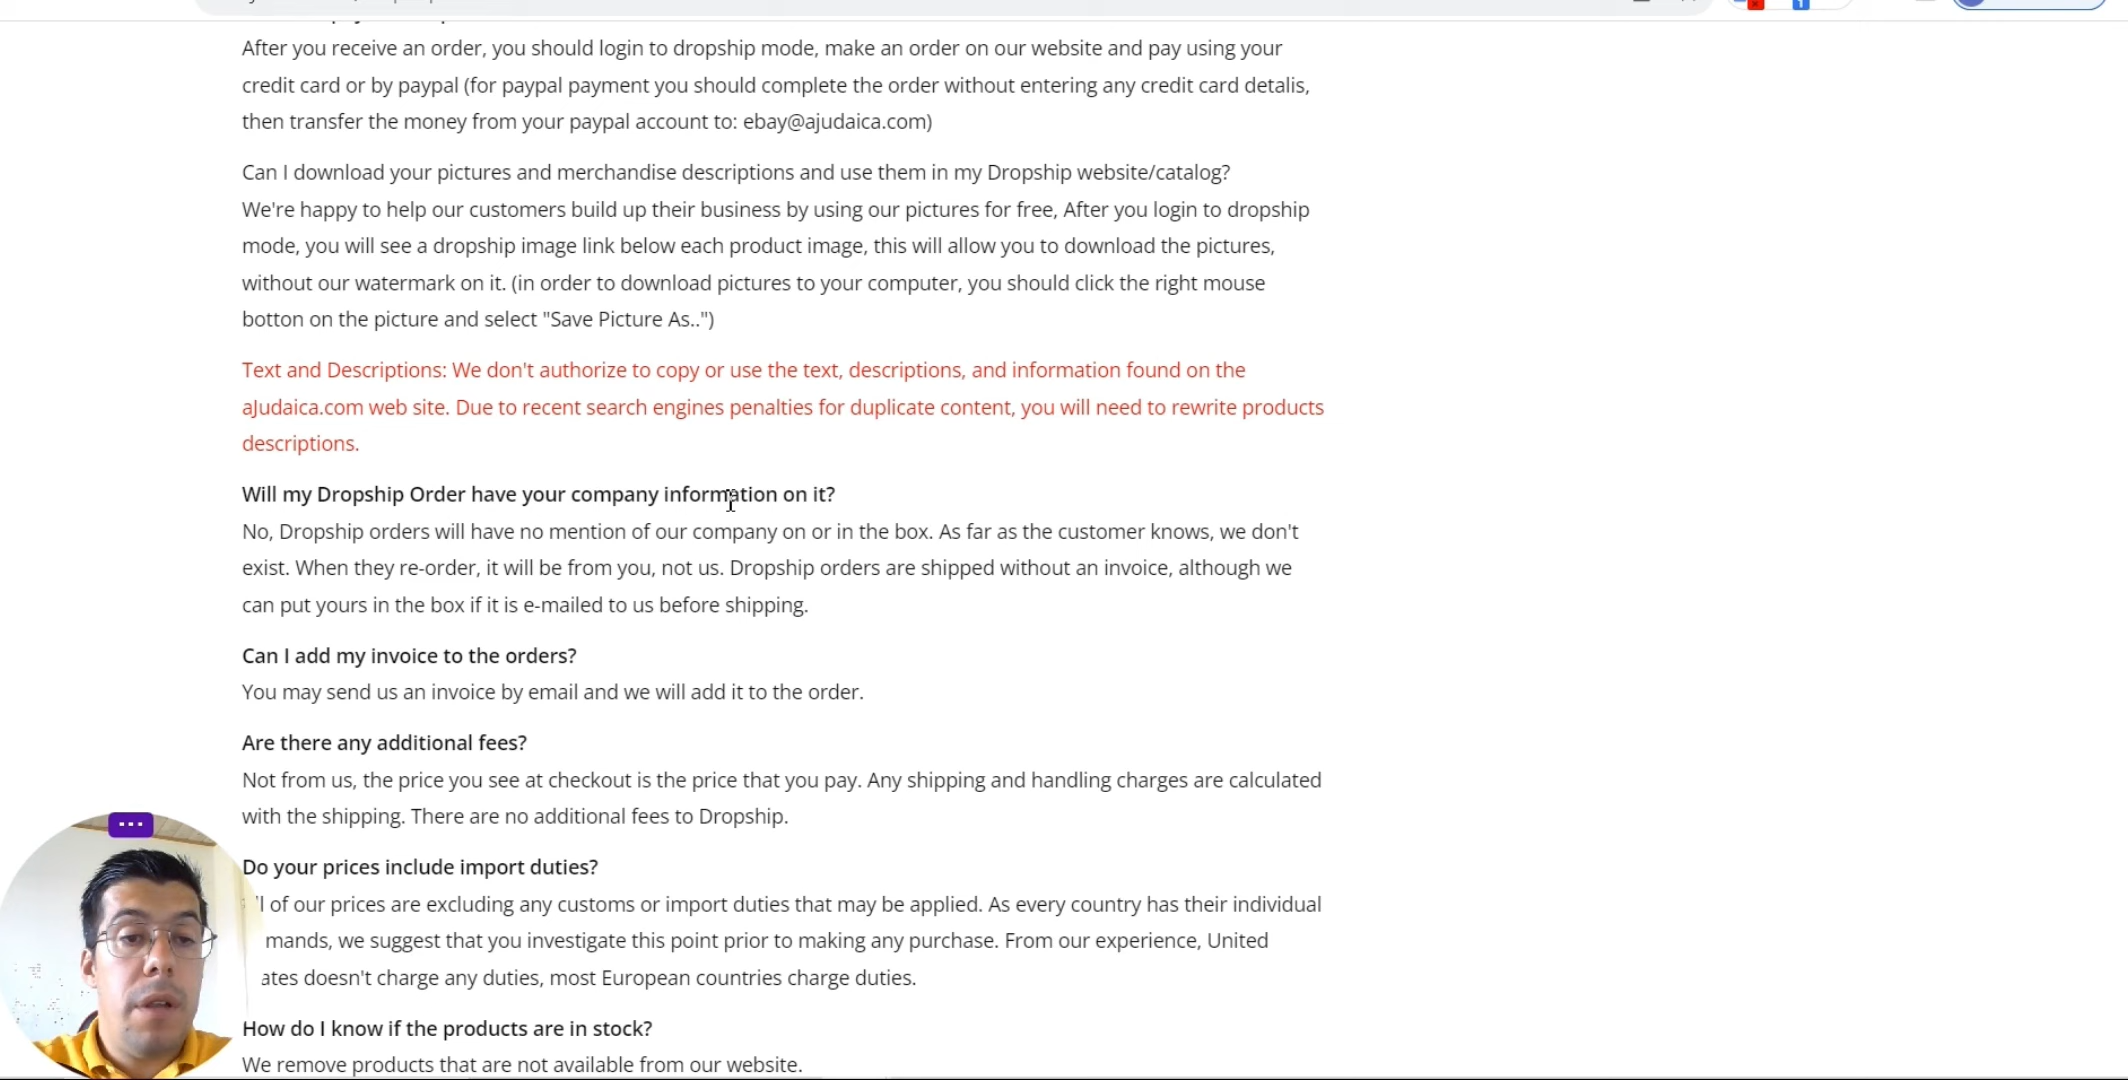 After you receive an order, you should login to dropship mode, make an order on our website and pay using your
credit card or by paypal (for paypal payment you should complete the order without entering any credit card detalis,
then transfer the money from your paypal account to: ebay@ajudaica.com)
Can I download your pictures and merchandise descriptions and use them in my Dropship website/catalog?
We're happy to help our customers build up their business by using our pictures for free, After you login to dropship
mode, you will see a dropship image link below each product image, this will allow you to download the pictures,
without our watermark on it. (in order to download pictures to your computer, you should click the right mouse
botton on the picture and select "Save Picture As..")
Text and Descriptions: We don't authorize to copy or use the text, descriptions, and information found on the
aJudaica.com web site. Due to recent search engines penalties for duplicate content, you will need to rewrite products
descriptions.
Will my Dropship Order have your company information on it?
No, Dropship orders will have no mention of our company on or in the box. As far as the customer knows, we don't
exist. When they re-order, it will be from you, not us. Dropship orders are shipped without an invoice, although we
can put yours in the box if it is e-mailed to us before shipping.
Can I add my invoice to the orders?
You may send us an invoice by email and we will add it to the order.
Are there any additional fees?
Not from us, the price you see at checkout is the price that you pay. Any shipping and handling charges are calculated
with the shipping. There are no additional fees to Dropship.
Do your prices include import duties?
of our prices are excluding any customs or import duties that may be applied. As every country has their individual
mands, we suggest that you investigate this point prior to making any purchase. From our experience, United
ates doesn't charge any duties, most European countries charge duties.
How do I know if the products are in stock?
We remove products that are not available from our website.